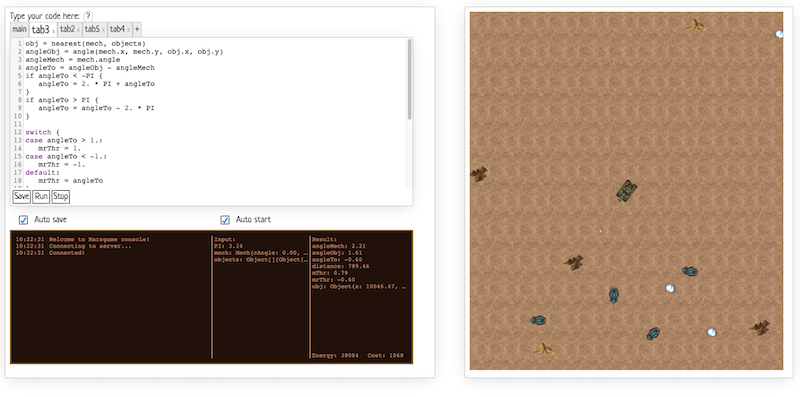 Type your code here: ?
main tab3 x tab2 x tab5 x tab4 x +
1 obj = nearest(mech, objects)
2 angleObj = angle(mech.x, mech.y, obj.x, obj.y)
3 angleMech = mech.angle
4 angleTo = angleObj - angleMech
5 if angleTo < -PI {
6 angleTo = 2. * PI + angleTo
7 }
8 if angleTo > PI {
9 angleTo = angleTo - 2. * PI
10 }
11
12 switch {
13 case angleTo > 1.:
14 mrThr = 1.
15 case angleTo < -1.:
16 mrThr = -1.
17 default:
18 mrThr = angleTo
Save Run Stop
Auto save Auto start
10:22:31 Welcome to Marsgame console!
10:22:31 Connecting to server...
10:22:31 Connected!
Input:
PI: 3.14
mech: Mech{cAngle: 0.00, …
objects: Object[]{Object{…
Result:
angleMech: 2.21
angleObj: 1.61
angleTo: -0.60
distance: 789.46
mThr: 0.79
mrThr: -0.60
obj: Object{x: 10046.47, …
Energy: 38084 Cost: 1868